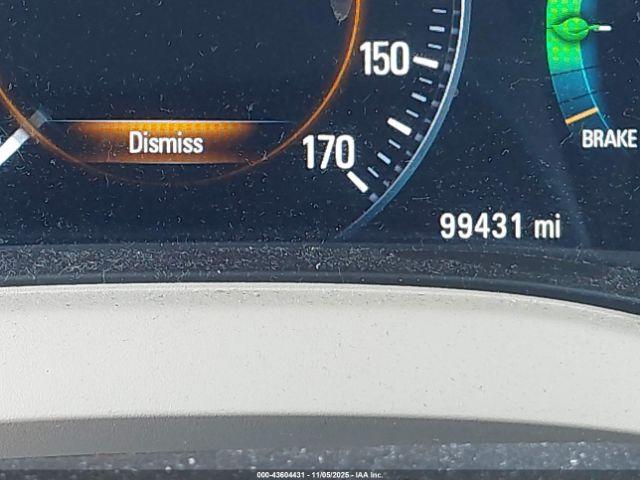 150
Dismiss
170
BRAKE
99431 mi
000-43604431 - 11/05/2025 - IAA Inc.